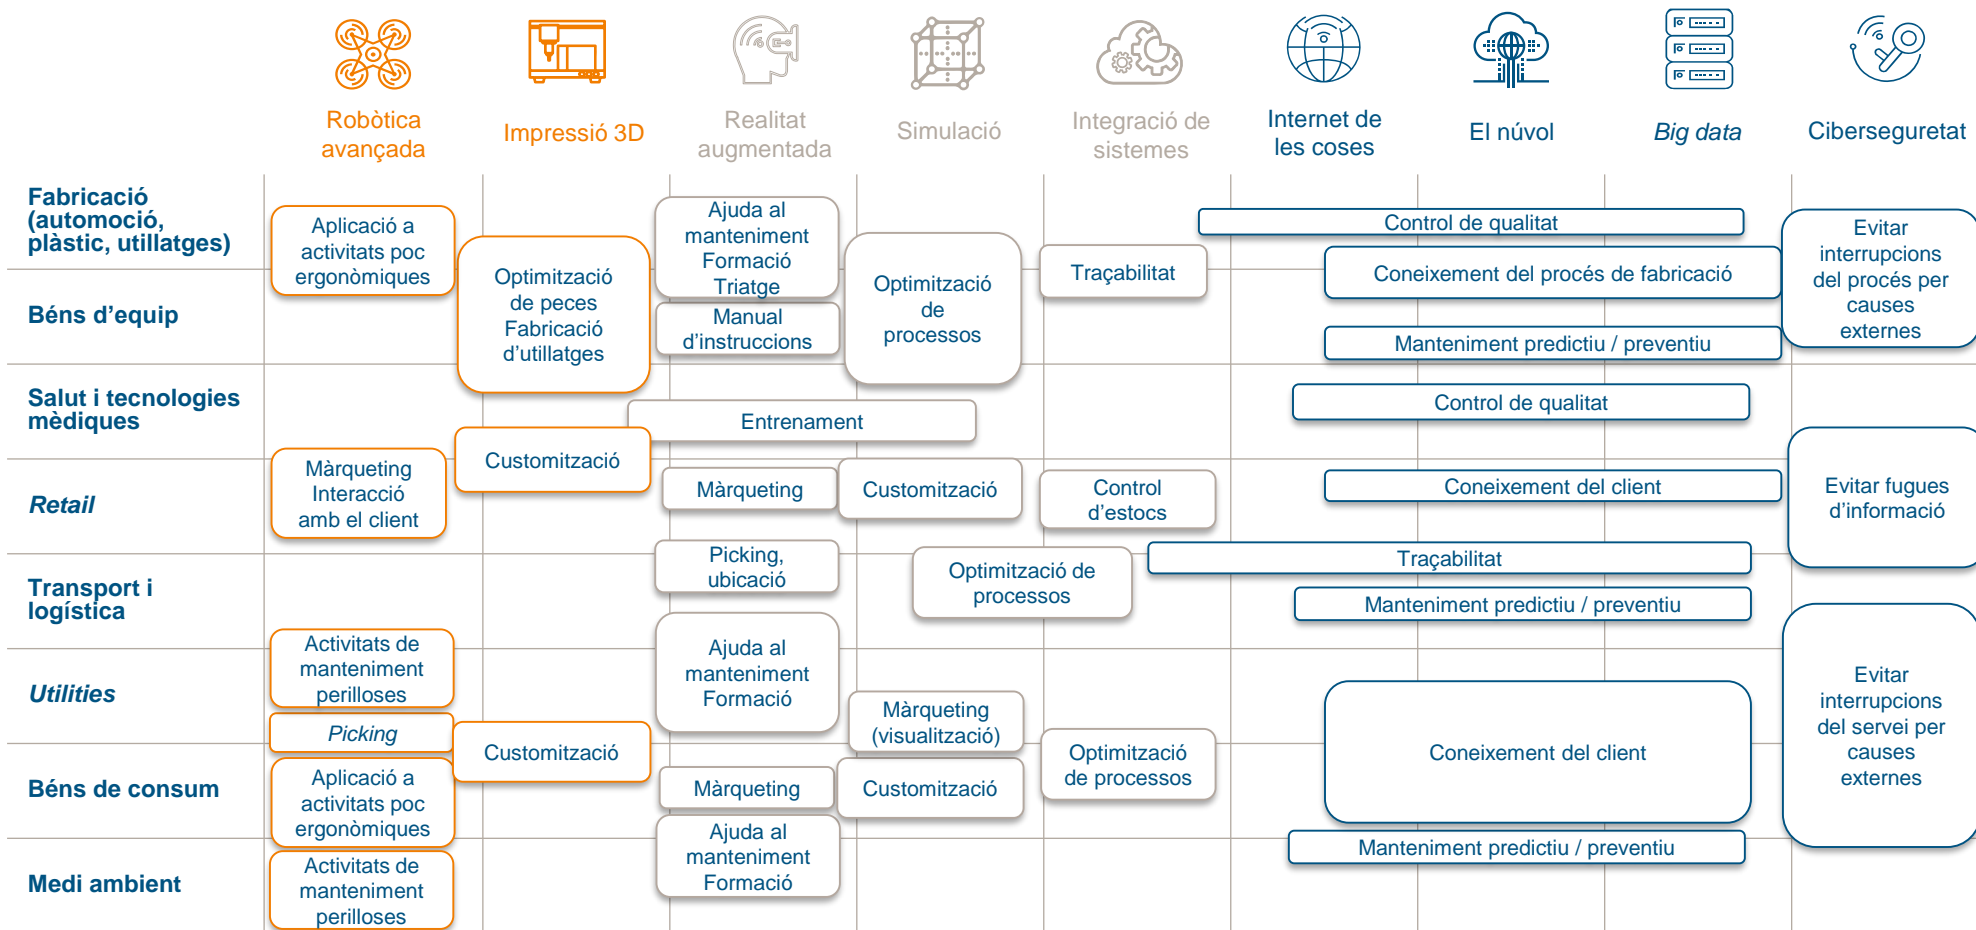 Robòtica
avançada
Impressió 3D
Realitat
augmentada
Simulació
Integració de
sistemes
Internet de
les coses
El núvol
Big data
Ciberseguretat
Fabricació
(automoció,
plàstic, utillatges)
Aplicació a
activitats poc
ergonòmiques
Optimització
de peces
Fabricació
d’utillatges
Ajuda al
manteniment
Formació
Triatge
Manual
d’instruccions
Optimització
de
processos
Traçabilitat
Control de qualitat
Coneixement del procés de fabricació
Manteniment predictiu / preventiu
Evitar
interrupcions
del procés per
causes
externes
Béns d’equip
Salut i tecnologies
mèdiques
Entrenament
Customització
Control de qualitat
Retail
Màrqueting
Interacció
amb el client
Màrqueting
Customització
Control
d’estocs
Coneixement del client
Evitar fugues
d’informació
Transport i
logística
Picking,
ubicació
Optimització de
processos
Traçabilitat
Manteniment predictiu / preventiu
Utilities
Activitats de
manteniment
perilloses
Picking
Customització
Ajuda al
manteniment
Formació
Màrqueting
(visualització)
Optimització
de processos
Coneixement del client
Evitar
interrupcions
del servei per
causes
externes
Béns de consum
Aplicació a
activitats poc
ergonòmiques
Màrqueting
Customització
Medi ambient
Activitats de
manteniment
perilloses
Ajuda al
manteniment
Formació
Manteniment predictiu / preventiu